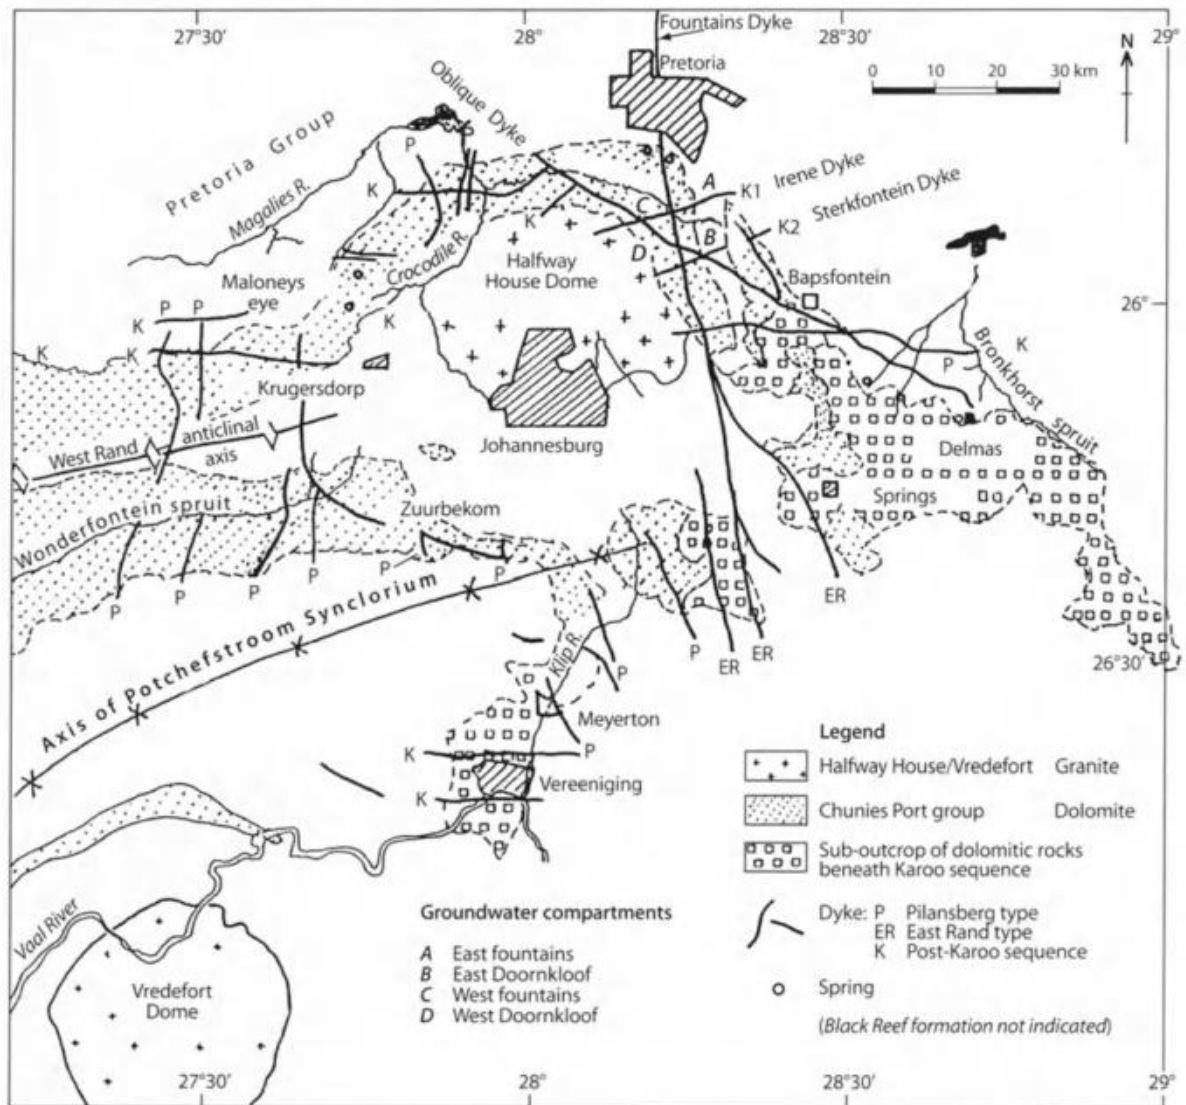 27°30'
28°
28°30'
29°
Fountains Dyke
Pretoria
N
0 10 20 30 km
Oblique Dyke
Pretoria Group
P
Magalies R.
K
A
K1 Irene Dyke
C
K2 Sterkfontein Dyke
K
B
D
Crocodile R.
Halfway
House Dome
Bapsfontein
Maloneys
eye
P P
K
K
26°
K
K
K
P
Bronkhorst
spruit
Krugersdorp
West Rand
anticlinal
axis
Johannesburg
Delmas
Springs
Wonderfontein spruit
Zuurbekom
P
P
P
P
P
P
ER
Axis of Potchefstroom Synclorium
Klip R.
P
P
ER
ER
26°30'
Meyerton
K
P
Vereeniging
K
Vaal River
Vredefort
Dome
Groundwater compartments
A East fountains
B East Doornkloof
C West fountains
D West Doornkloof
Legend
Halfway House/Vredefort Granite
Chunies Port group Dolomite
Sub-outcrop of dolomitic rocks
beneath Karoo sequence
Dyke: P Pilansberg type
ER East Rand type
K Post-Karoo sequence
Spring
(Black Reef formation not indicated)
27°30'
28°
28°30'
29°